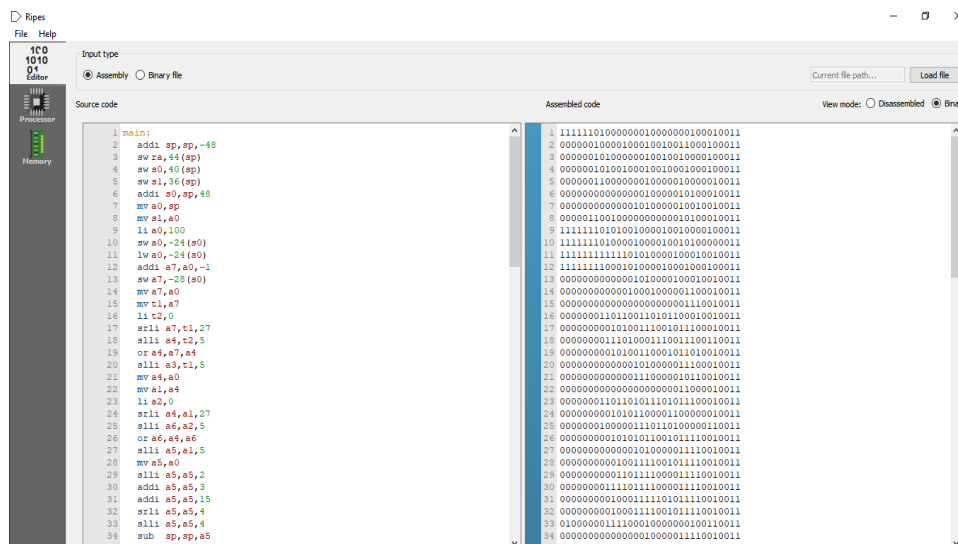 Ripes
File Help
Editor
Processor
Memory
Input type
Assembly Binary file
Current file path...
Load file
Source code
Assembled code
View mode: Disassembled
1 main:
2 addi sp,sp,-48
3 sw ra,44(sp)
4 sw s0,40(sp)
5 sw s1,36(sp)
6 addi s0,sp,48
7 mv a0,sp
8 mv s1,a0
9 li a0,100
10 sw a0,-24(s0)
11 lw a0,-24(s0)
12 addi a7,a0,-1
13 sw a7,-28(s0)
14 mv a7,a0
15 mv t1,a7
16 li t2,0
17 srli a7,t1,27
18 slli a4,t2,5
19 or a4,a7,a4
20 slli a3,t1,5
21 mv a4,a0
22 mv a1,a4
23 li a2,0
24 srli a4,a1,27
25 slli a6,a2,5
26 or a6,a4,a6
27 slli a5,a1,5
28 mv a5,a0
29 slli a5,a5,2
30 addi a5,a5,3
31 addi a5,a5,15
32 srli a5,a5,4
33 slli a5,a5,4
34 sub sp,sp,a5
1 11111101000000010000000100010011
2 00000010000100010010011000100011
3 00000010100000010010010000100011
4 00000010100100010010001000100011
5 00000011000000010000010000010011
6 00000000000000010000010100010011
7 00000000000001010000010010010011
8 00000110010000000000010100010011
9 11111110101001000010010000100011
10 11111110100001000010010100000011
11 11111111111101010000100010010011
12 11111111000101000010001000100011
13 00000000000001010000100010010011
14 00000000000010001000001100010011
15 00000000000000000000001110010011
16 00000001101100110101100010010011
17 00000000010100111001011100010011
18 00000000111010001110011100110011
19 00000000010100110001011010010011
20 00000000000001010000011100010011
21 00000000000001110000010110010011
22 00000000000000000000011000010011
23 00000001101101011101011100010011
24 00000000010101100001100000010011
25 00000001000001110110100000110011
26 00000000010101011001011110010011
27 00000000000001010000011110010011
28 00000000001001111001011110010011
29 00000000001101111000011110010011
30 00000000111101111000011110010011
31 00000000010001111101011110010011
32 00000000010001111001011110010011
33 01000000111100010000000100110011
34 00000000000000010000011110010011